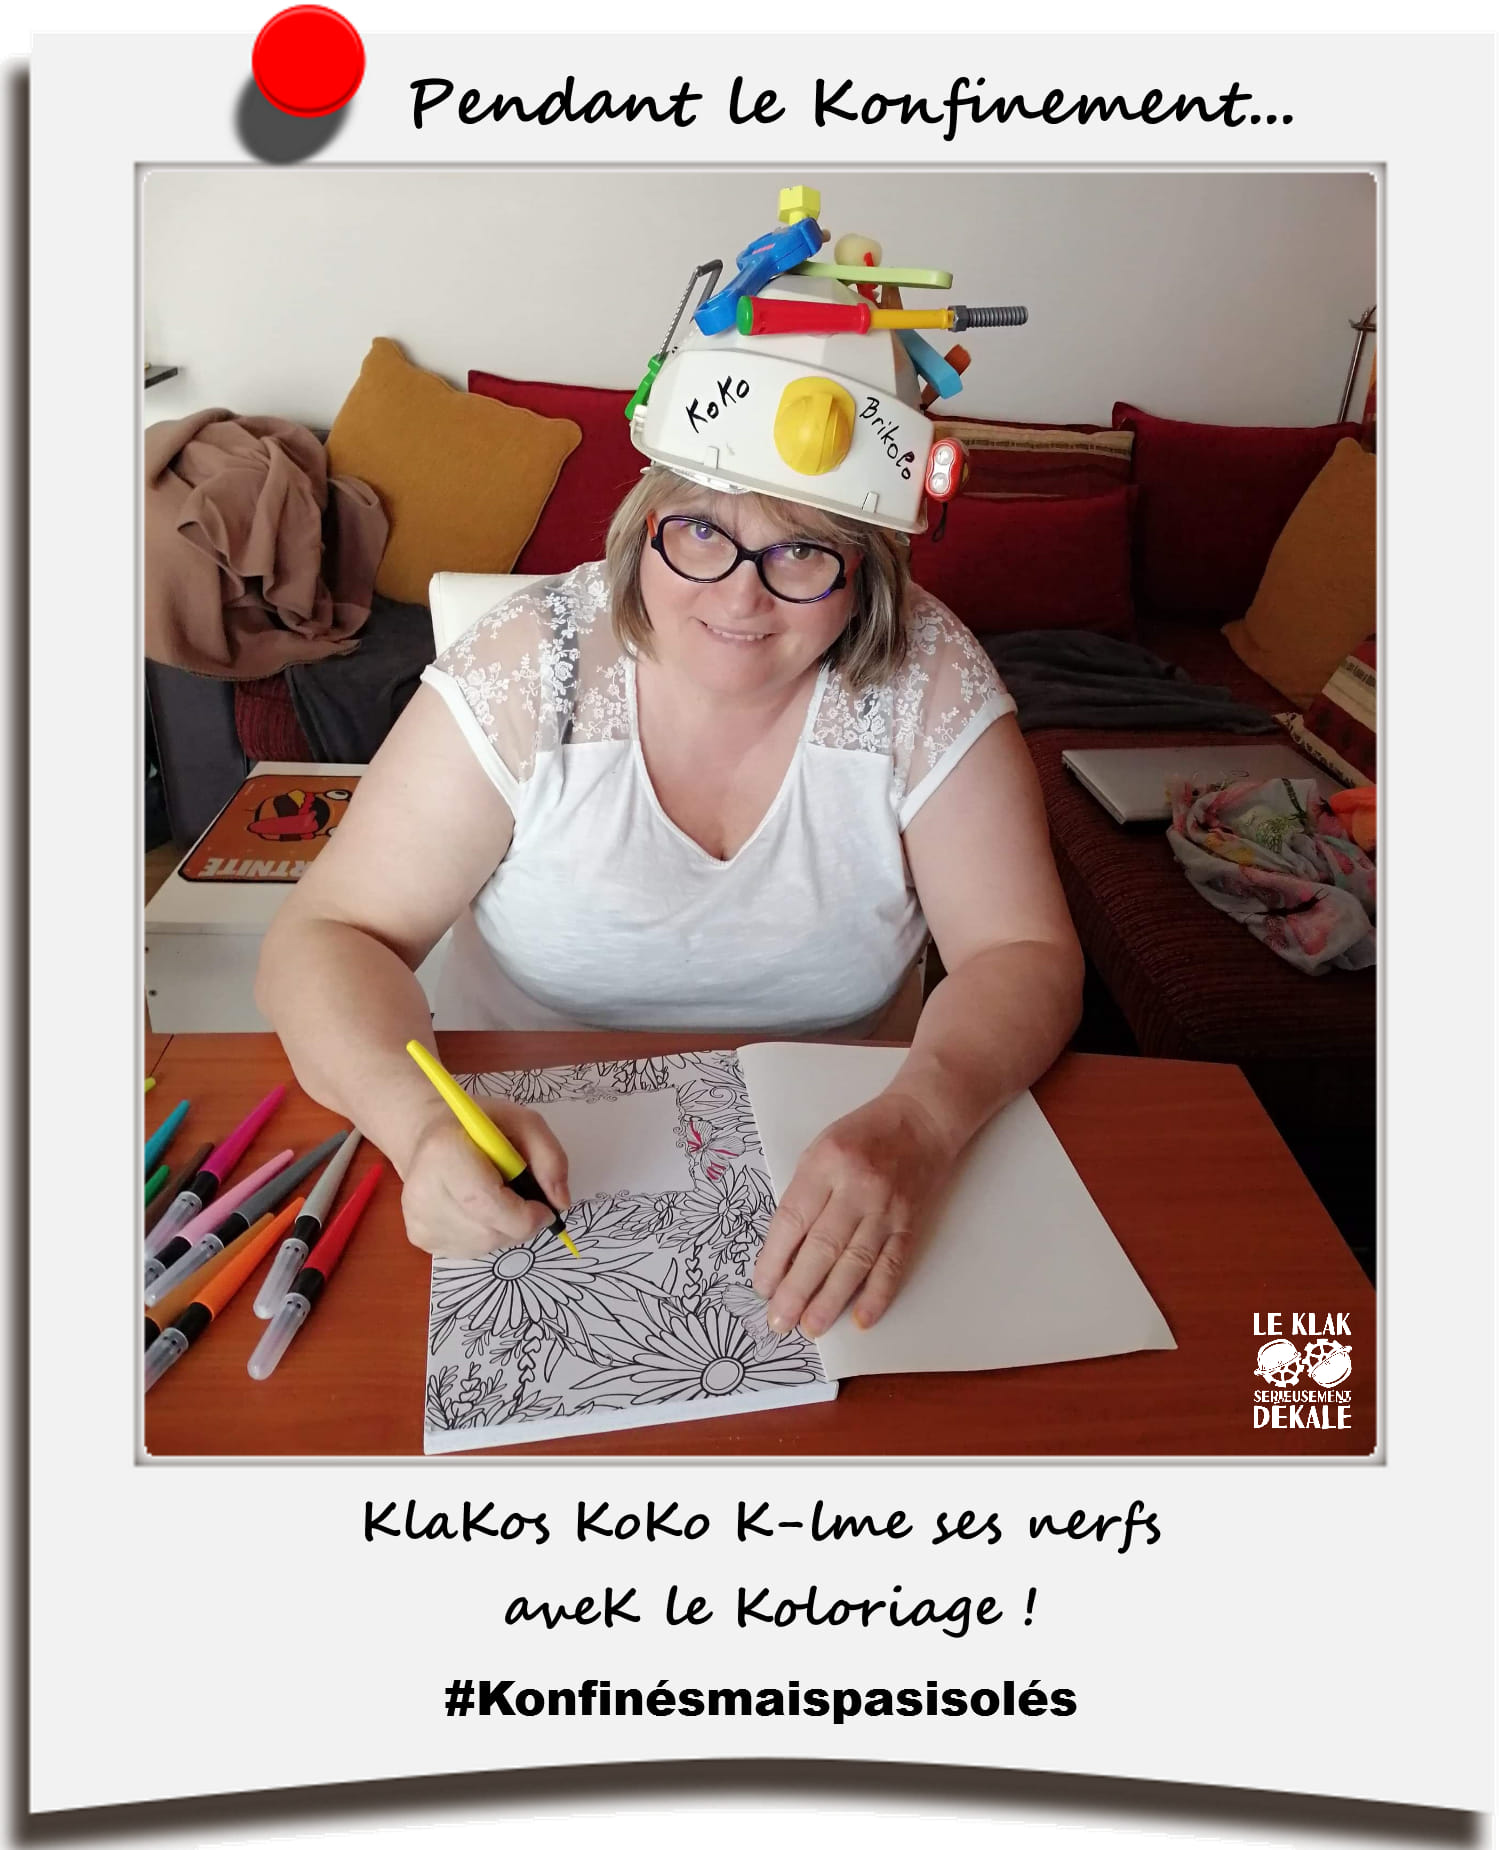 Pendant le Konfinement...
KoKo
Brikolo
RTNITE
LE KLAK
SERIEUSEMENT
DEKALE
KlaKos KoKo K-lme ses nerfs
aveK le Koloriage !
#Konfinésmaispasisolés